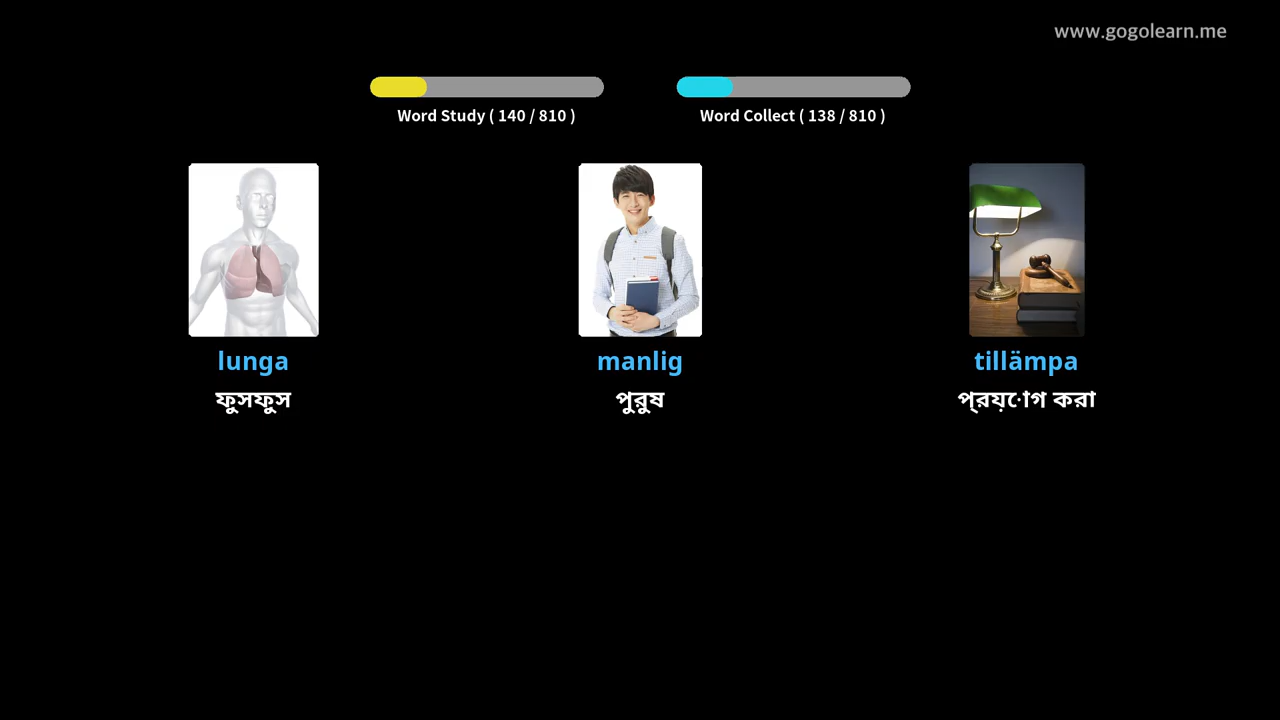 www.gogolearn.me
Word Study ( 140 / 810 )
Word Collect ( 138 / 810 )
lunga
manlig
tillämpa
ফুসফুস
পুরুষ
প্রয়োগ করা